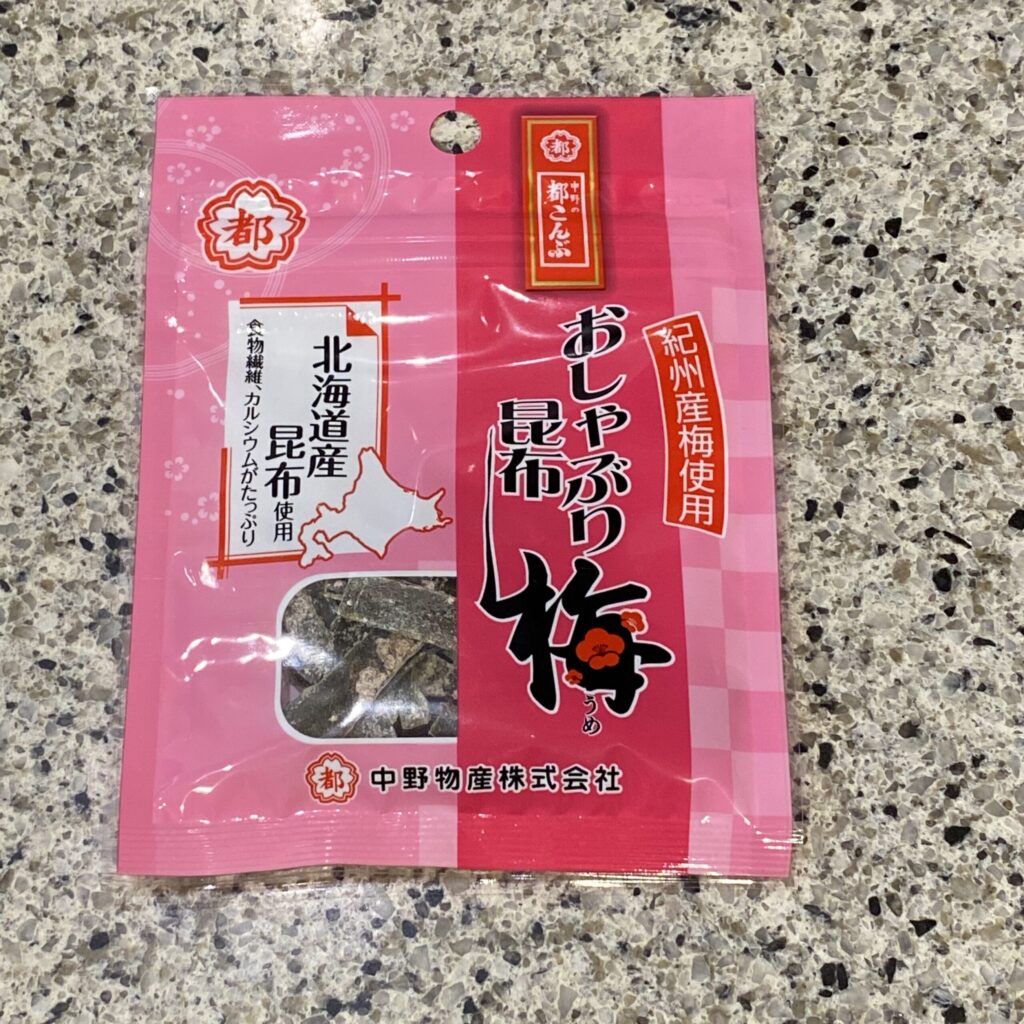 都
中野の
都こんぶ
都
紀州産梅使用
おしゃぶり
昆布
梅
うめ
北海道産
昆布使用
食物繊維、カルシウムがたっぷり
都
中野物産株式会社